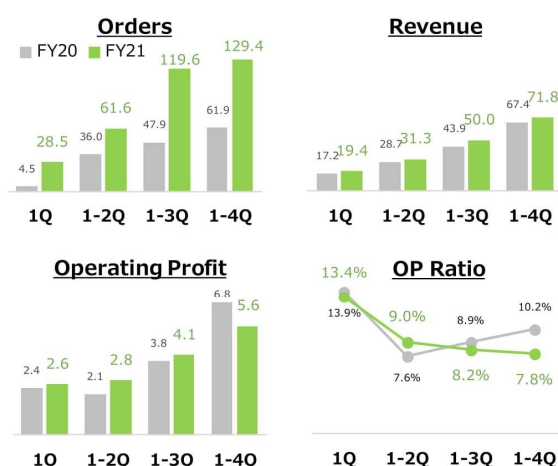 Orders
FY20 FY21
4.5 28.5 36.0 61.6 47.9 119.6 61.9 129.4
1Q 1-2Q 1-3Q 1-4Q
Revenue
17.2 19.4 28.7 31.3 43.9 50.0 67.4 71.8
1Q 1-2Q 1-3Q 1-4Q
Operating Profit
2.4 2.6 2.1 2.8 3.8 4.1 6.8 5.6
1Q 1-2Q 1-3Q 1-4Q
OP Ratio
13.4% 9.0% 8.9% 10.2%
13.9% 7.6% 8.2% 7.8%
1Q 1-2Q 1-3Q 1-4Q